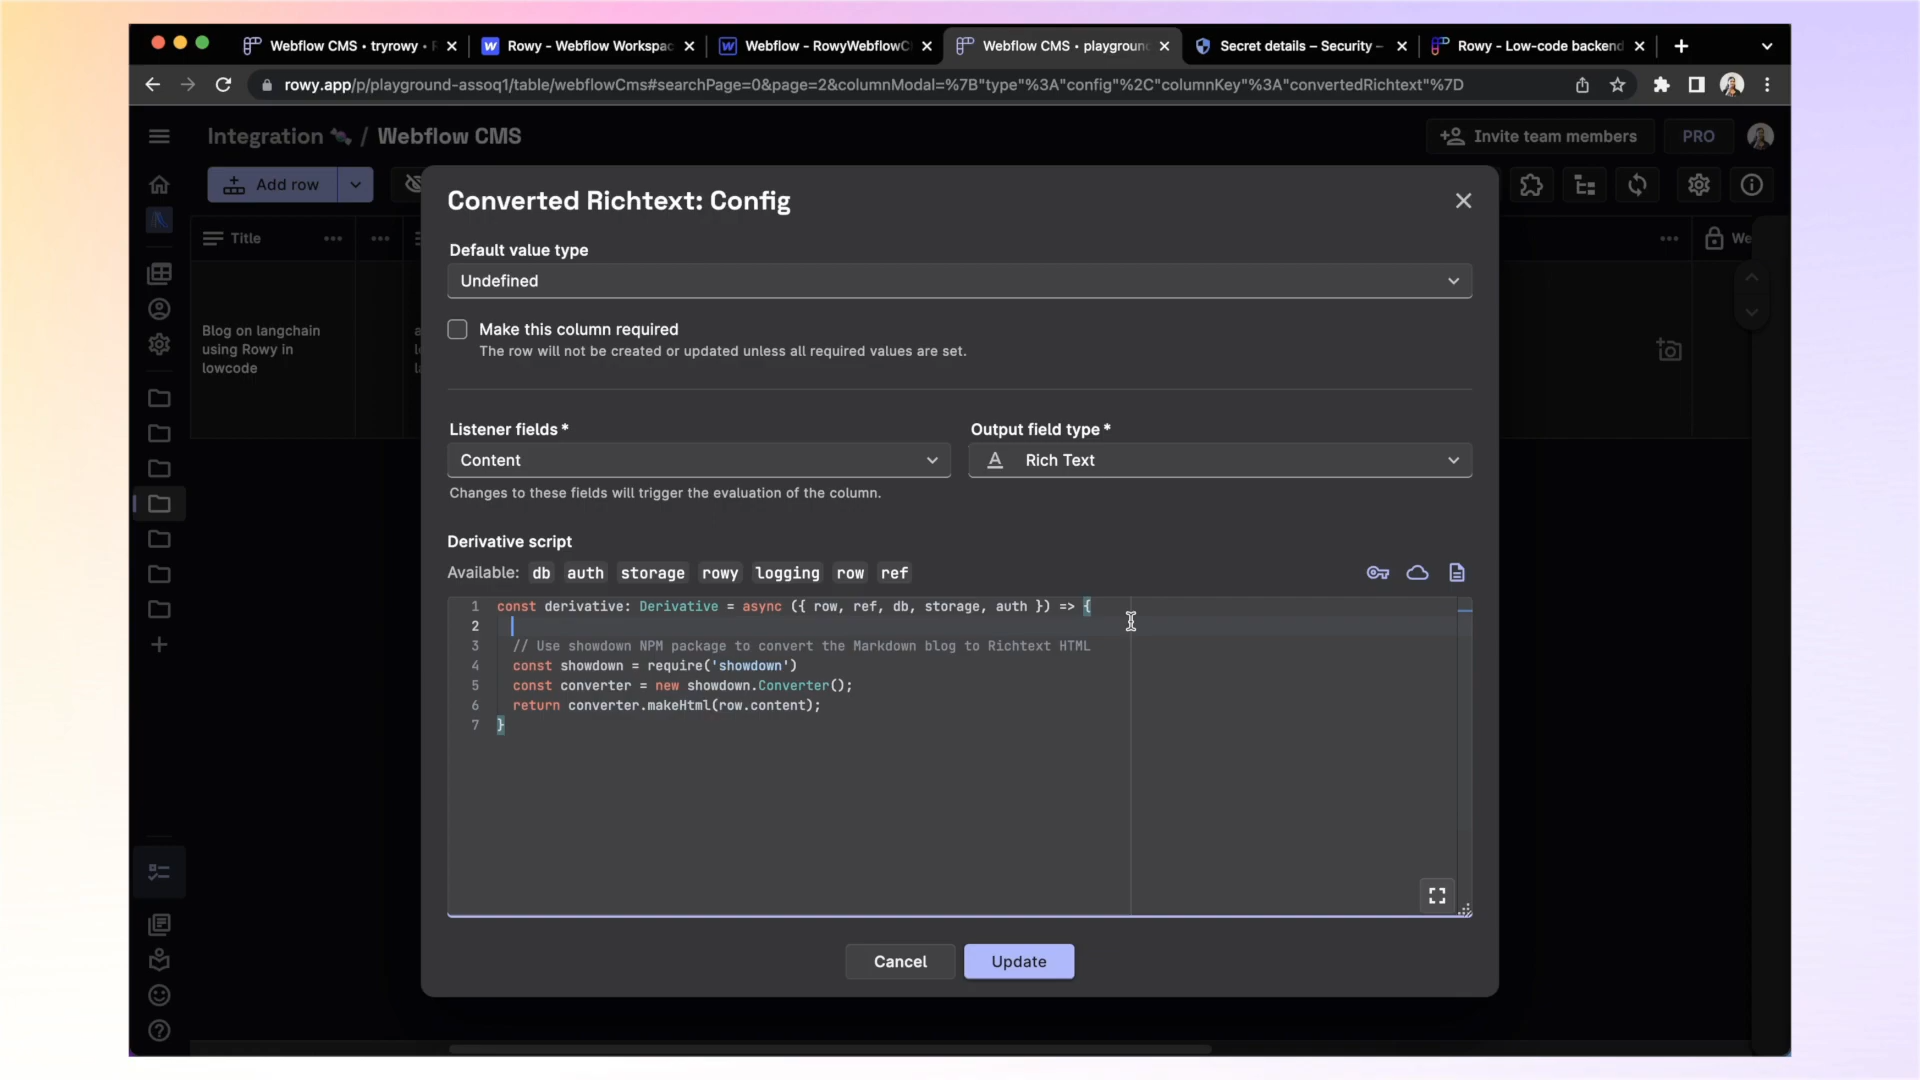 Webflow CMS • tryrowy •
Rowy - Webflow Workspac
Webflow - RowyWebflowC
Webflow CMS • playground
Secret details – Security –
Rowy - Low-code backend
rowy.app/p/playground-assoq1/table/webflowCms#searchPage=0&page=2&columnModal=%7B"type"%3A"config"%2C"columnKey"%3A"convertedRichtext"%7D
Integration / Webflow CMS
Invite team members
PRO
Add row
Title
We
Blog on langchain
using Rowy in
lowcode
Converted Richtext: Config
Default value type
Undefined
Make this column required
The row will not be created or updated unless all required values are set.
Listener fields *
Output field type *
Content
Rich Text
Changes to these fields will trigger the evaluation of the column.
Derivative script
Available: db auth storage rowy logging row ref
1 const derivative: Derivative = async ({ row, ref, db, storage, auth }) => {
2
3 // Use showdown NPM package to convert the Markdown blog to Richtext HTML
4 const showdown = require('showdown')
5 const converter = new showdown.Converter();
6 return converter.makeHtml(row.content);
7 }
Cancel
Update